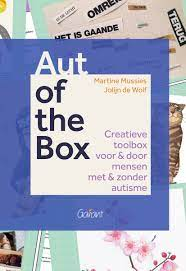 HET IS GAANDE
OMER
TERUG
Aut
of the
Box
Martine Mussies
Jolijn de Wolf
Creatieve
toolbox
voor & door
mensen
met & zonder
autisme
Garant